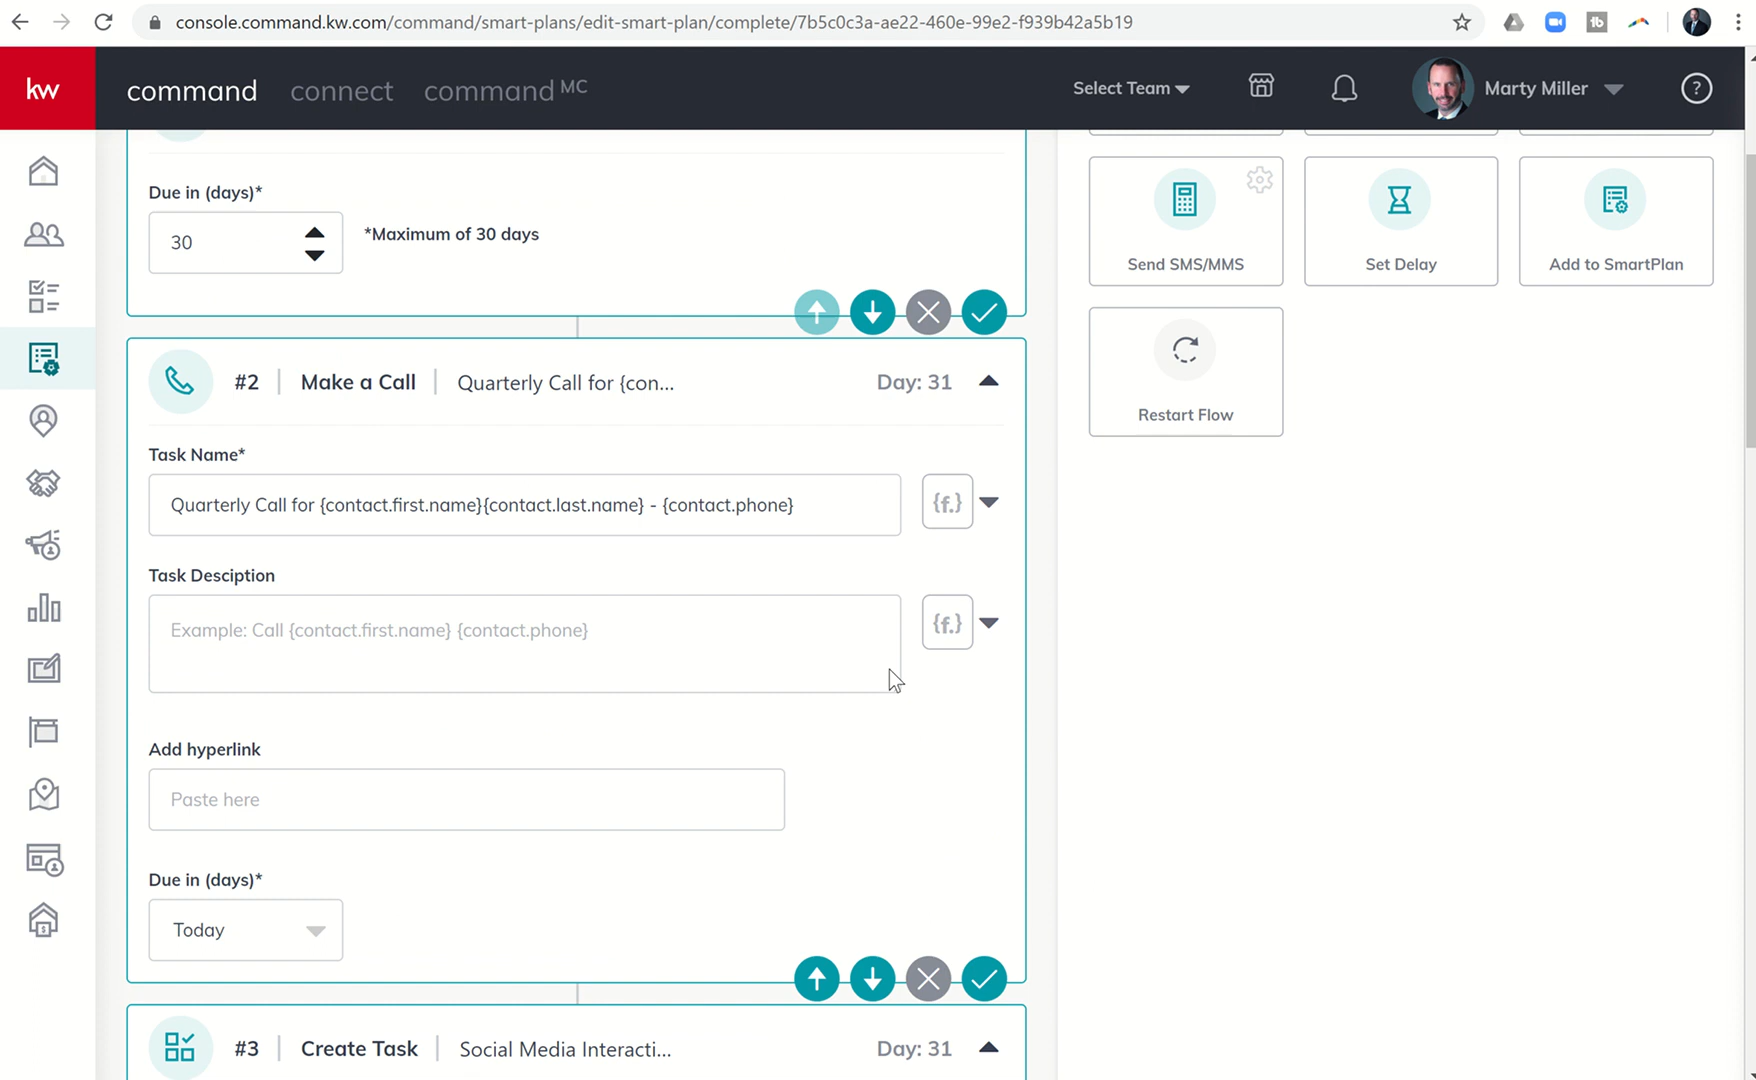 console.command.kw.com/command/smart-plans/edit-smart-plan/complete/7b5c0c3a-ae22-460e-99e2-f939b42a5b19
kw
command connect command MC
Select Team
Marty Miller
?
Due in (days)*
30
*Maximum of 30 days
#2 Make a Call Quarterly Call for {con... Day: 31
Task Name*
Quarterly Call for {contact.first.name}{contact.last.name} - {contact.phone}
{f.}
Task Desciption
Example: Call {contact.first.name} {contact.phone}
{f.}
Add hyperlink
Paste here
Due in (days)*
Today
#3 Create Task Social Media Interacti... Day: 31
Send SMS/MMS
Set Delay
Add to SmartPlan
Restart Flow